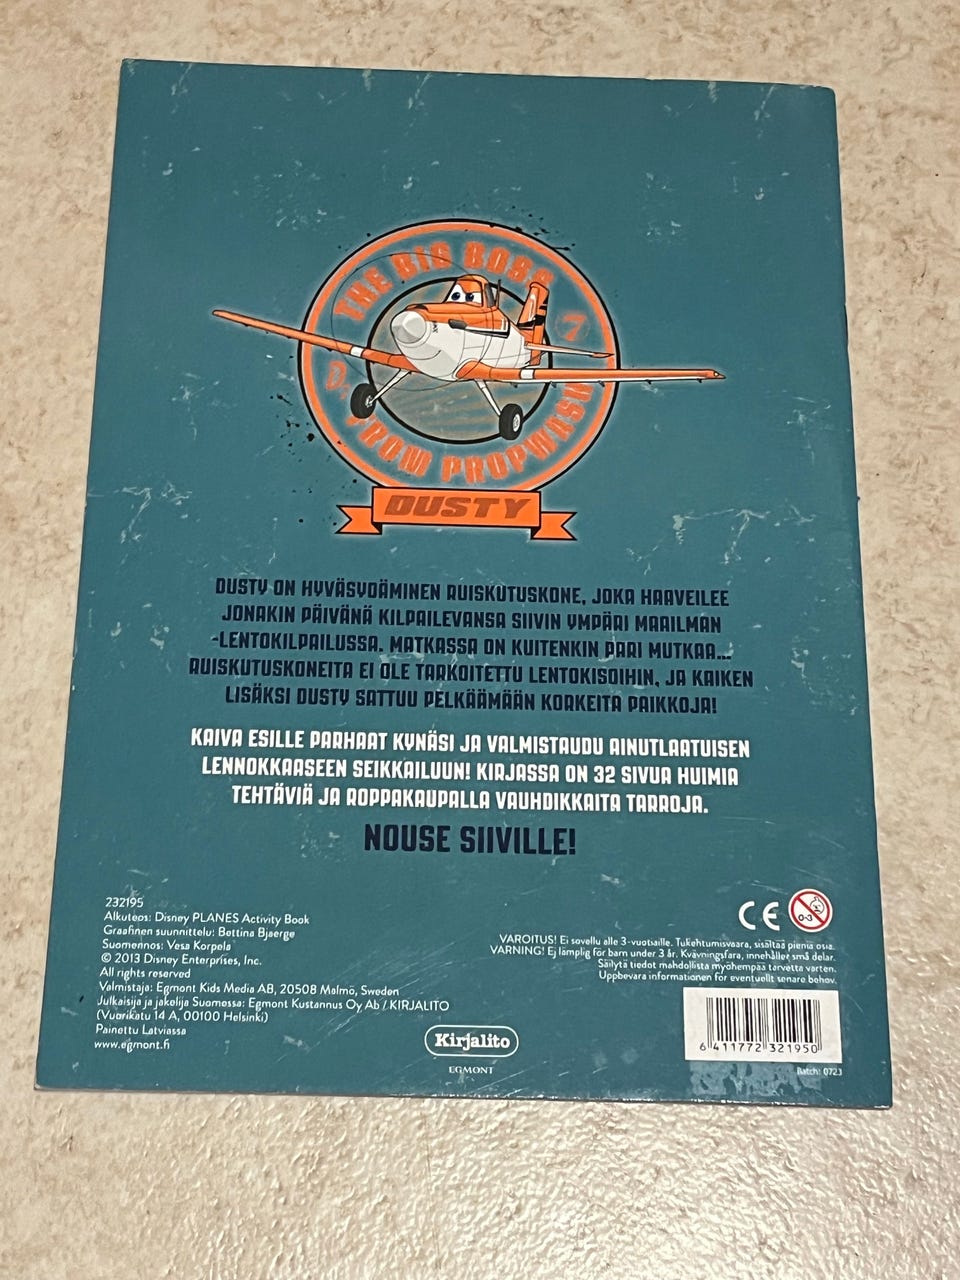 THE BIG BOSS
7
D.
FROM PROPWASH
DUSTY
DUSTY ON HYVÄSYDÄMINEN RUISKUTUSKONE, JOKA HAAVEILEE
JONAKIN PÄIVÄNÄ KILPAILEVANSA SIIVIN YMPÄRI MAAILMAN
-LENTOKILPAILUSSA. MATKASSA ON KUITENKIN PARI MUTKAA...
RUISKUTUSKONEITA EI OLE TARKOITETTU LENTOKISOIHIN, JA KAIKEN
LISÄKSI DUSTY SATTUU PELKÄÄMÄÄN KORKEITA PAIKKOJA!
KAIVA ESILLE PARHAAT KYNÄSI JA VALMISTAUDU AINUTLAATUISEN
LENNOKKAASEEN SEIKKAILUUN! KIRJASSA ON 32 SIVUA HUIMIA
TEHTÄVIÄ JA ROPPAKAUPALLA VAUHDIKKAITA TARROJA.
NOUSE SIIVILLE!
232195
Alkuteos: Disney PLANES Activity Book
Graafinen suunnittelu: Bettina Bjaerge
Suomennos: Vesa Korpela
© 2013 Disney Enterprises, Inc.
All rights reserved
Valmistaja: Egmont Kids Media AB, 20508 Malmö, Sweden
Julkaisija ja jakelija Suomessa: Egmont Kustannus Oy Ab / KIRJALITO
(Vuorikatu 14 A, 00100 Helsinki)
Painettu Latviassa
www.egmont.fi
Kirjalito
EGMONT
CE
0-3
VAROITUS! Ei sovellu alle 3-vuotiaille. Tukehtumisvaara, sisältää pieniä osia.
VARNING! Ej lämplig för barn under 3 år. Kvävningsfara, innehåller små delar.
Säilytä tiedot mahdollista myöhempää tarvetta varten.
Uppbevara informationen för eventuellt senare behov.
6 411772 321950
Batch: 0723